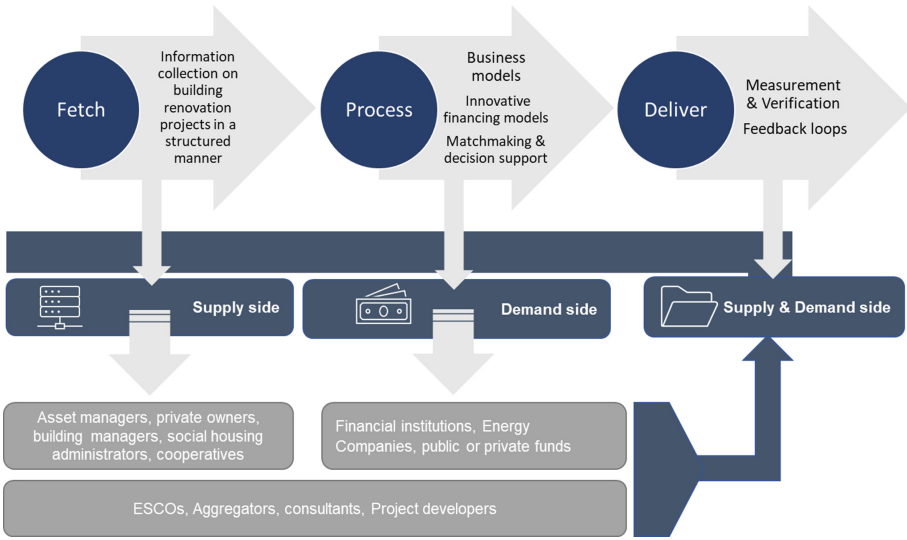 Fetch
Information
collection on
building
renovation
projects in a
structured
manner
Process
Business
models
Innovative
financing models
Matchmaking &
decision support
Deliver
Measurement
& Verification
Feedback loops
Supply side
Demand side
Supply & Demand side
Asset managers, private owners,
building managers, social housing
administrators, cooperatives
Financial institutions, Energy
Companies, public or private funds
ESCOs, Aggregators, consultants, Project developers